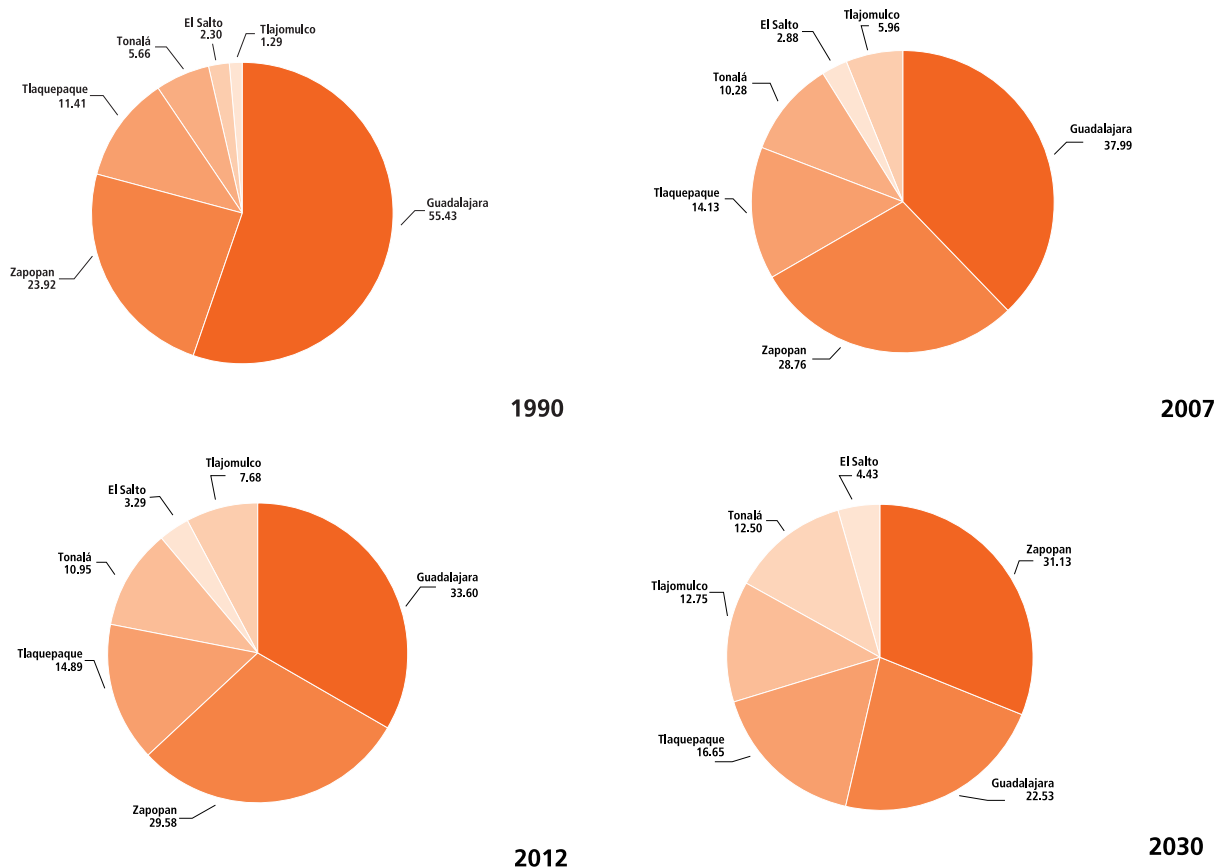 El Salto
2.30
Tlajomulco
1.29
Tonalá
5.66
Tlaquepaque
11.41
Guadalajara
55.43
Zapopan
23.92
1990
Tlajomulco
5.96
El Salto
2.88
Tonalá
10.28
Guadalajara
37.99
Tlaquepaque
14.13
Zapopan
28.76
2007
Tlajomulco
7.68
El Salto
3.29
Tonalá
10.95
Guadalajara
33.60
Tlaquepaque
14.89
Zapopan
29.58
2012
El Salto
4.43
Tonalá
12.50
Zapopan
31.13
Tlajomulco
12.75
Tlaquepaque
16.65
Guadalajara
22.53
2030